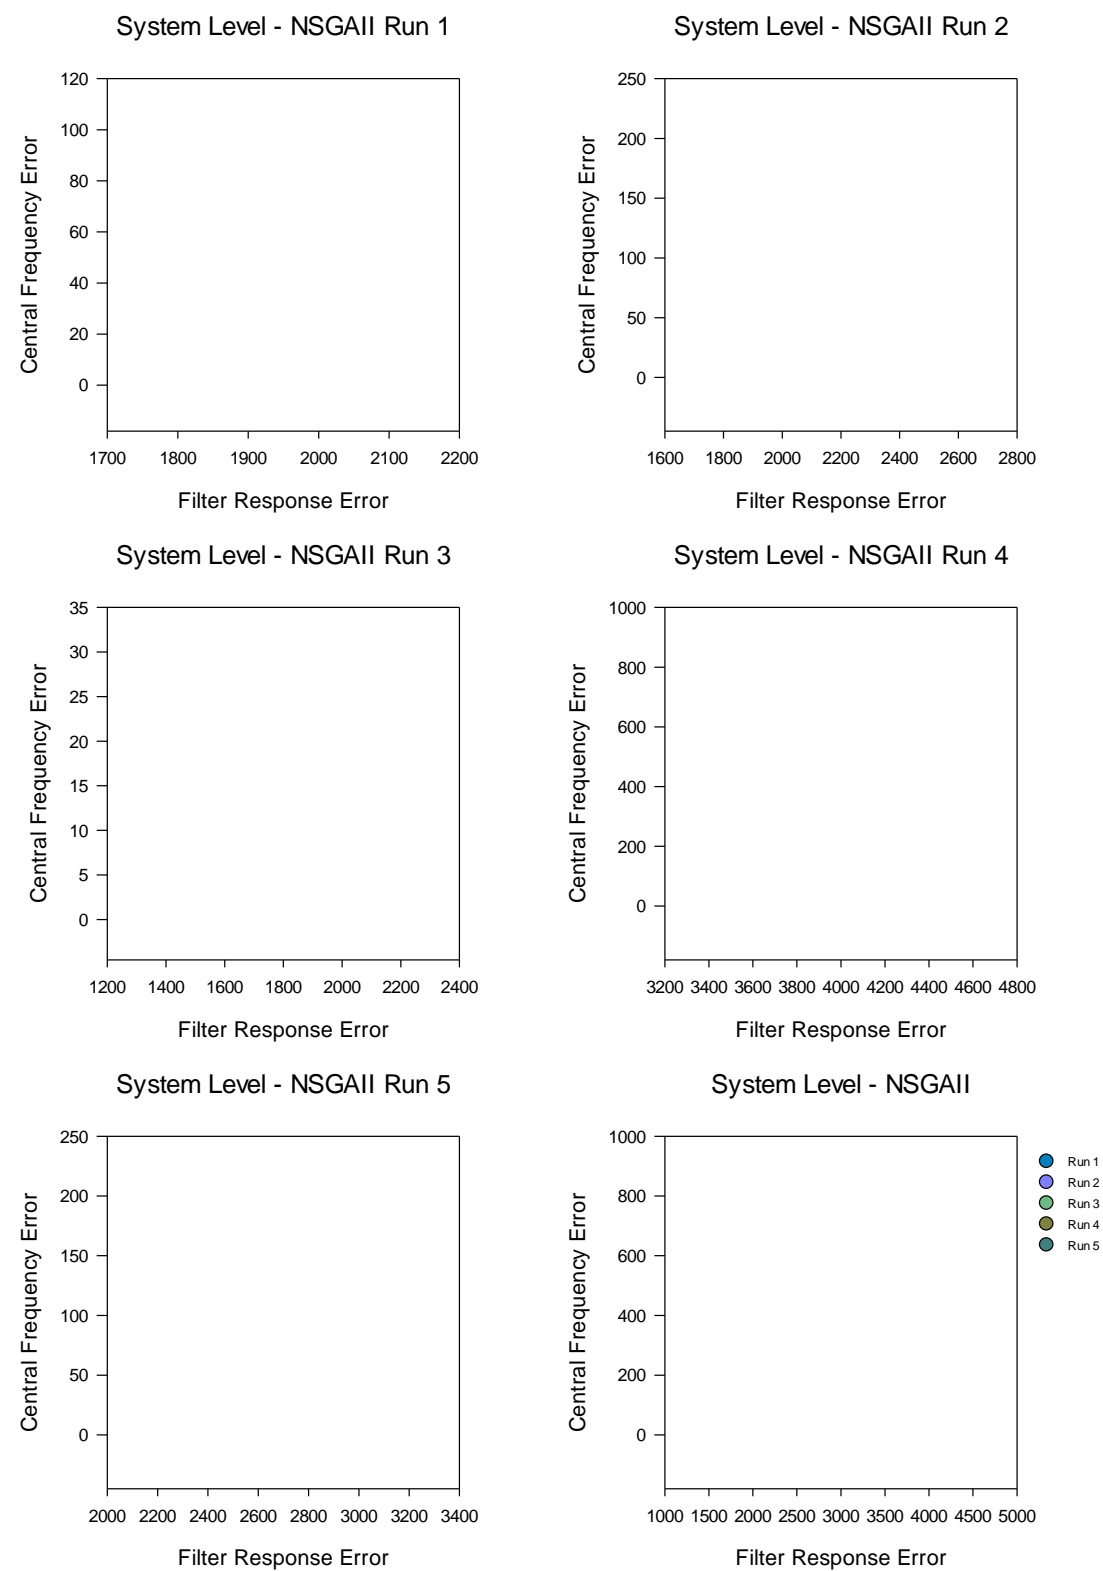 System Level - NSGAII Run 1
120
100
80
60
40
20
0
Central Frequency Error
1700 1800 1900 2000 2100 2200
Filter Response Error
System Level - NSGAII Run 2
250
200
150
100
50
0
Central Frequency Error
1600 1800 2000 2200 2400 2600 2800
Filter Response Error
System Level - NSGAII Run 3
35
30
25
20
15
10
5
0
Central Frequency Error
1200 1400 1600 1800 2000 2200 2400
Filter Response Error
System Level - NSGAII Run 4
1000
800
600
400
200
0
Central Frequency Error
3200 3400 3600 3800 4000 4200 4400 4600 4800
Filter Response Error
System Level - NSGAII Run 5
250
200
150
100
50
0
Central Frequency Error
2000 2200 2400 2600 2800 3000 3200 3400
Filter Response Error
System Level - NSGAII
1000
800
600
400
200
0
Central Frequency Error
1000 1500 2000 2500 3000 3500 4000 4500 5000
Filter Response Error
Run 1
Run 2
Run 3
Run 4
Run 5